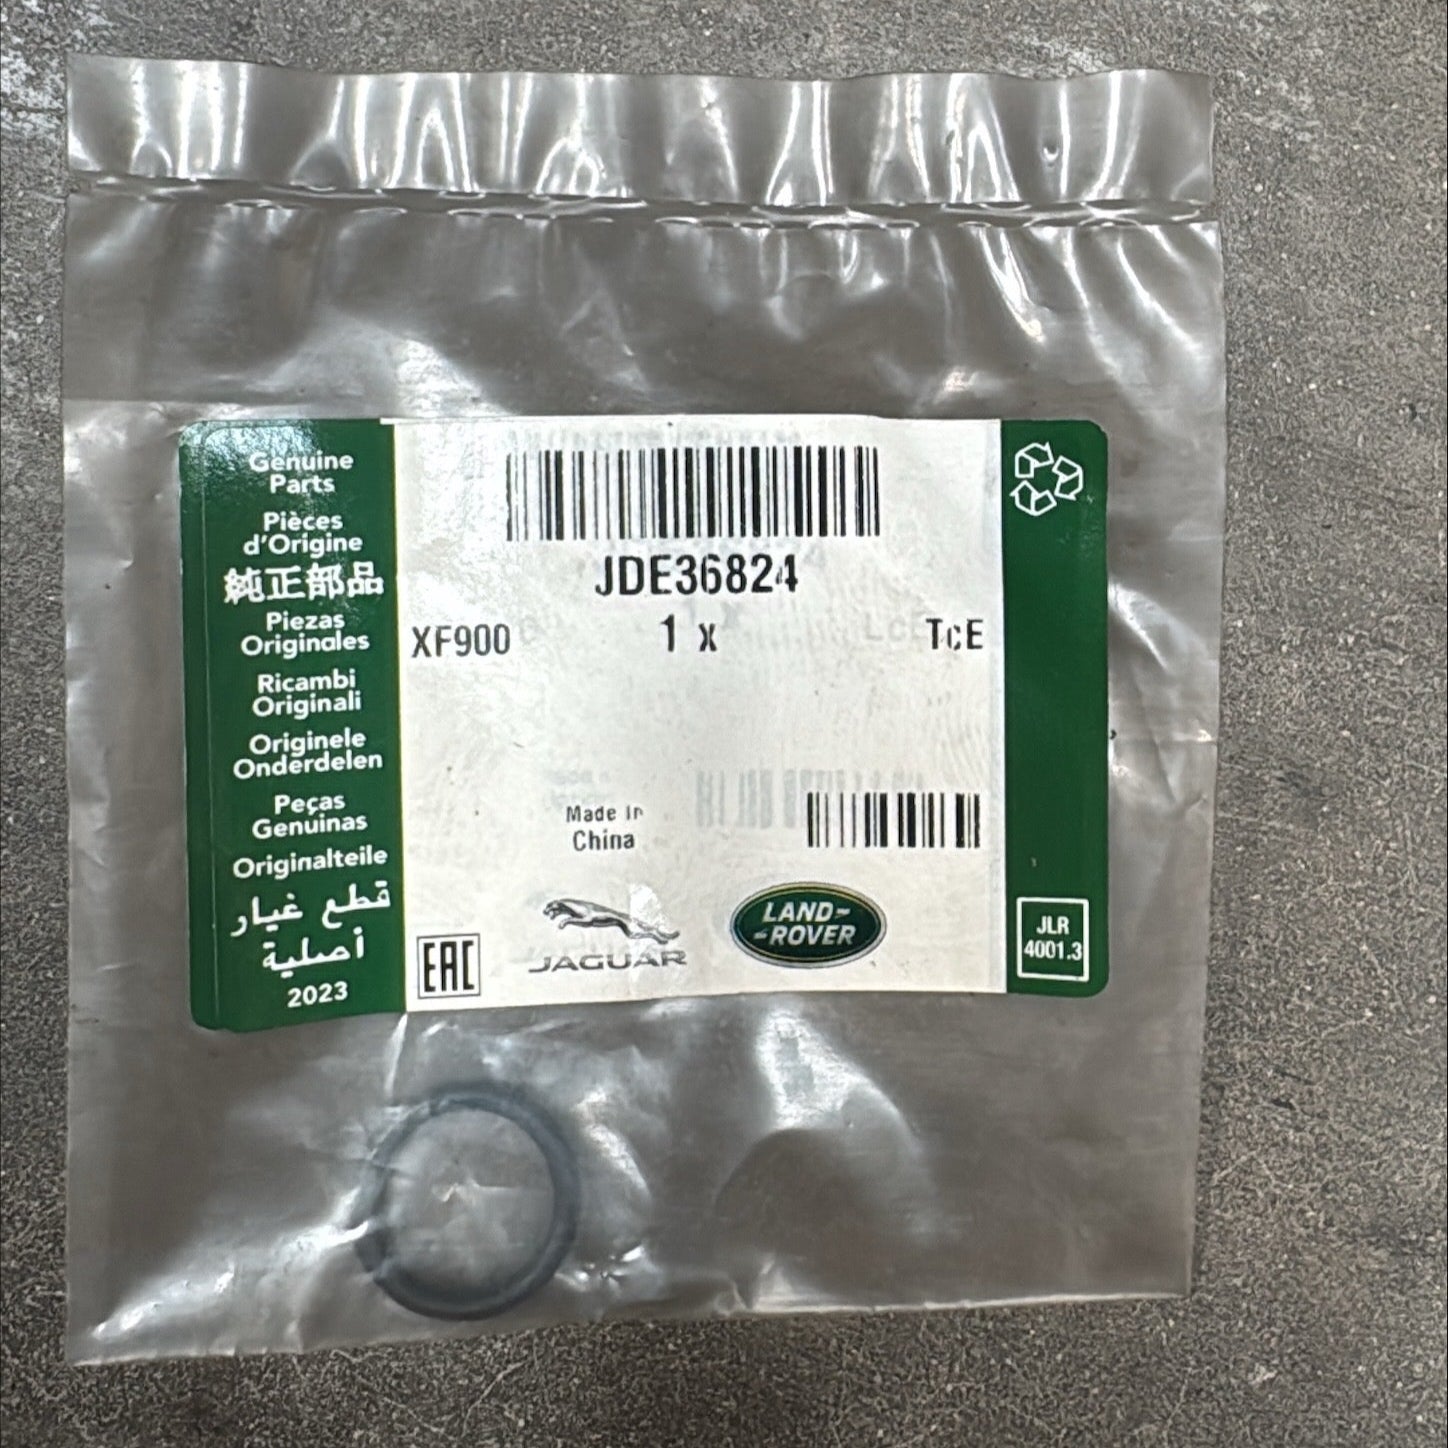 Genuine
Parts
Pièces
d'Origine
純正部品
Piezas
Originales
Ricambi
Originali
Originele
Onderdelen
Peças
Genuinas
Originalteile
قطع غيار
أصلية
2023
JDE36824
XF900 1 x TcE
Made In
China
EAC
JAGUAR
LAND-
-ROVER
JLR
4001.3